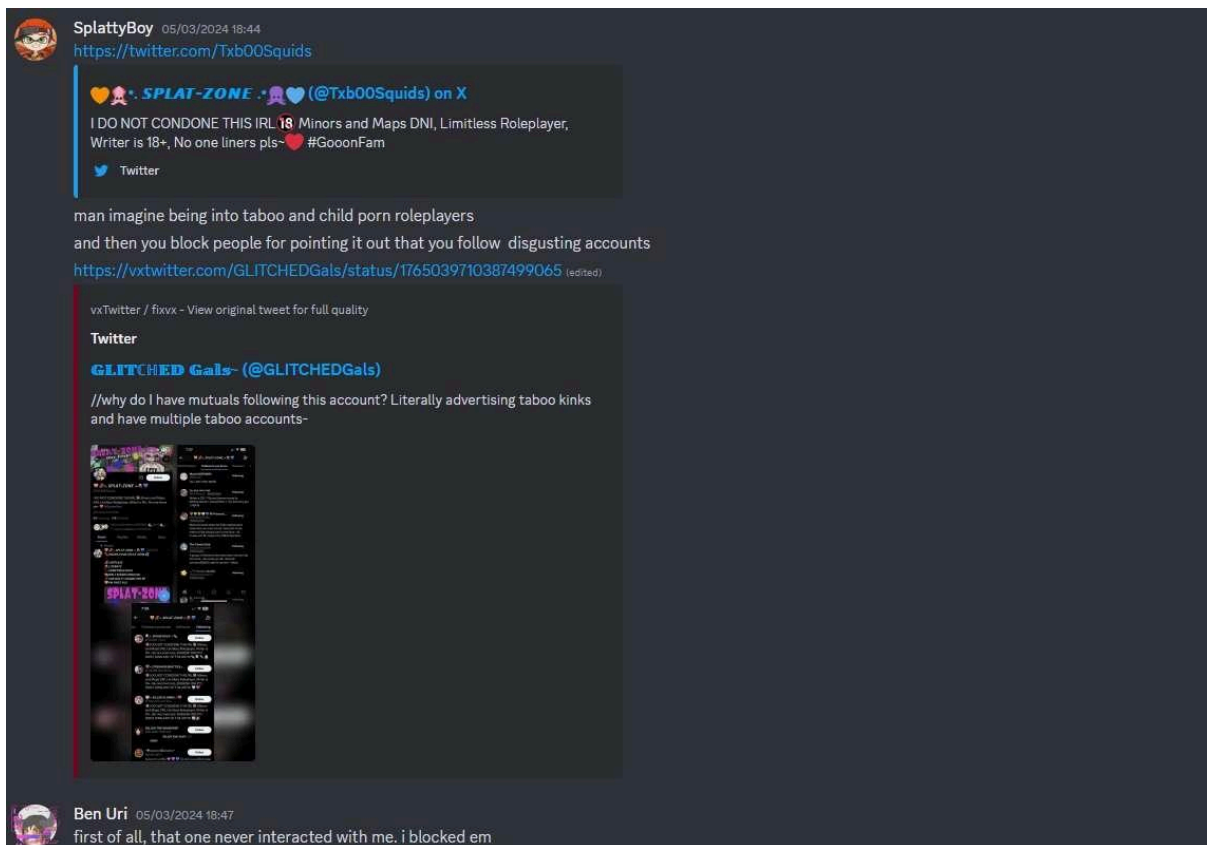 SplattyBoy 05/03/2024 18:44
https://twitter.com/Txb00Squids
🧡🦑•. SPLAT-ZONE .•🐙💙 (@Txb00Squids) on X
I DO NOT CONDONE THIS IRL🔞 Minors and Maps DNI, Limitless Roleplayer,
Writer is 18+, No one liners pls~❤️ #GooonFam
Twitter
man imagine being into taboo and child porn roleplayers
and then you block people for pointing it out that you follow disgusting accounts
https://vxtwitter.com/GLITCHEDGals/status/1765039710387499065 (edited)
vxTwitter / fixvx - View original tweet for full quality
Twitter
GLITCHED Gals~ (@GLITCHEDGals)
//why do I have mutuals following this account? Literally advertising taboo kinks
and have multiple taboo accounts-
SPLAT-ZONE
Ben Uri 05/03/2024 18:47
first of all, that one never interacted with me. i blocked em